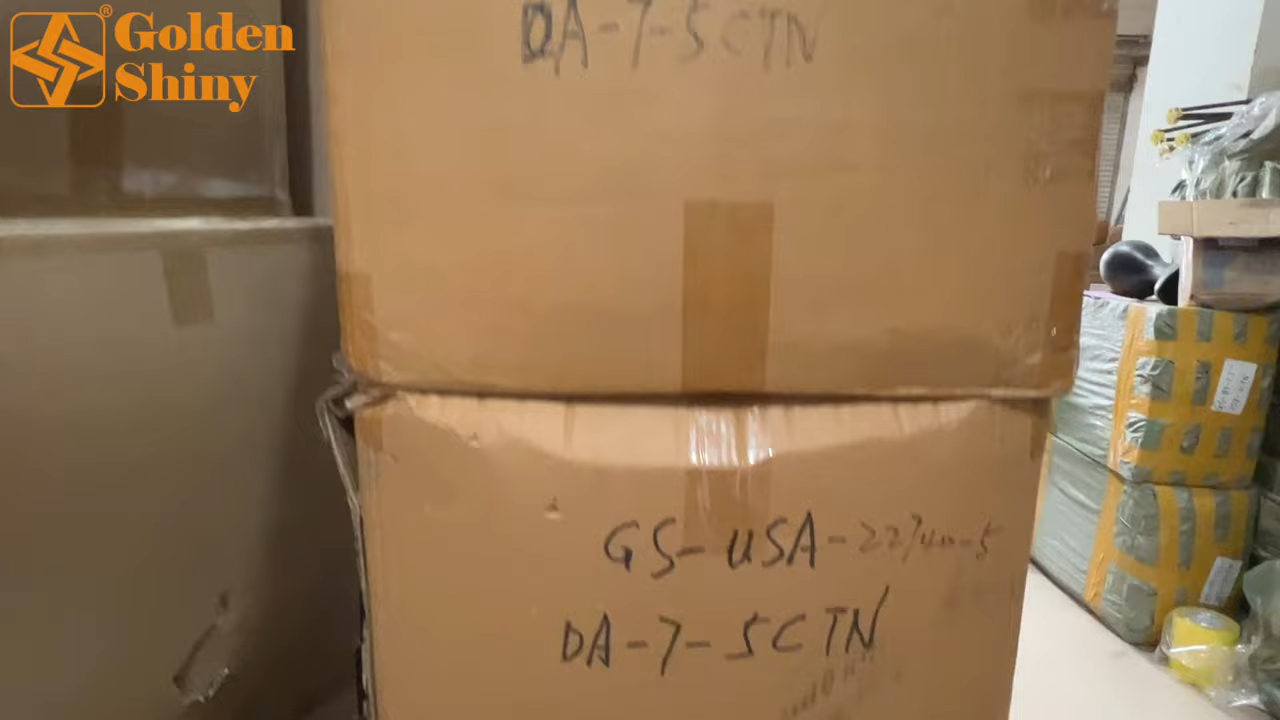 Golden
Shiny
DA-7-5CTN
GS-USA-
DA-7-5CTN